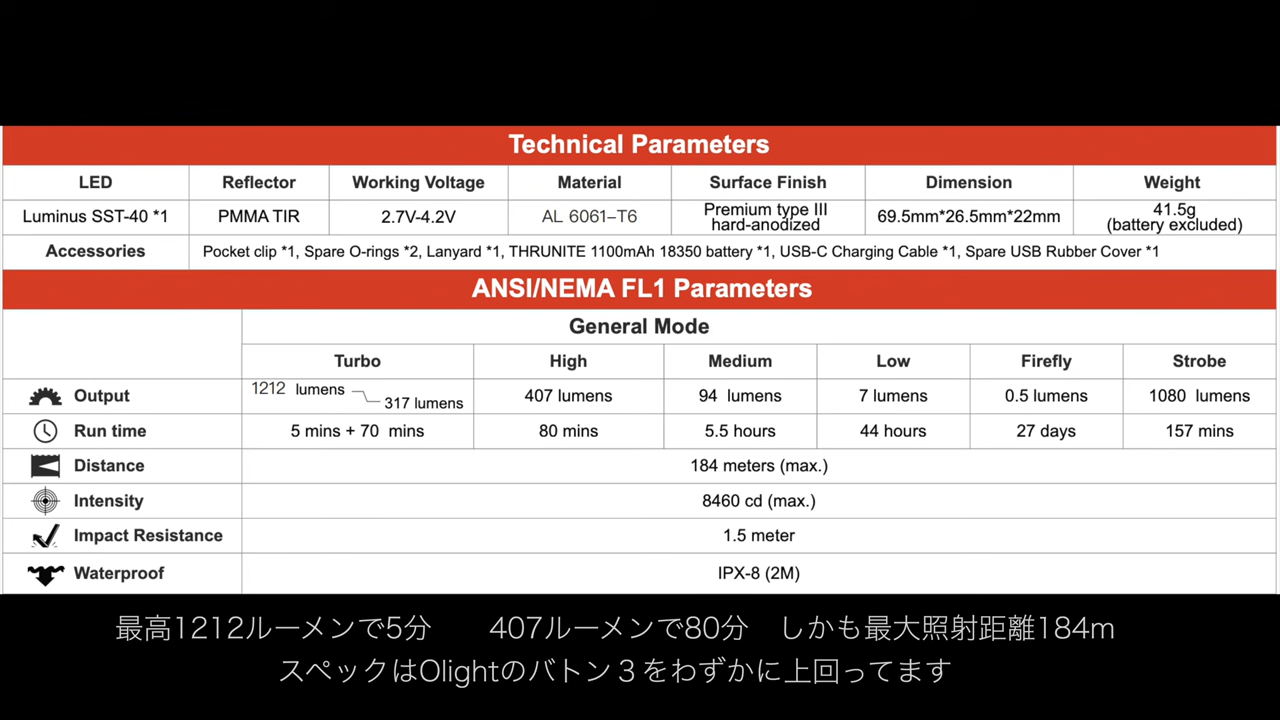 Technical Parameters
LED Reflector Working Voltage Material Surface Finish Dimension Weight
Luminus SST-40 *1 PMMA TIR 2.7V-4.2V AL 6061–T6 Premium type III hard-anodized 69.5mm*26.5mm*22mm 41.5g (battery excluded)
Accessories Pocket clip *1, Spare O-rings *2, Lanyard *1, THRUNITE 1100mAh 18350 battery *1, USB-C Charging Cable *1, Spare USB Rubber Cover *1
ANSI/NEMA FL1 Parameters
General Mode
Turbo High Medium Low Firefly Strobe
Output 1212 lumens 317 lumens 407 lumens 94 lumens 7 lumens 0.5 lumens 1080 lumens
Run time 5 mins + 70 mins 80 mins 5.5 hours 44 hours 27 days 157 mins
Distance 184 meters (max.)
Intensity 8460 cd (max.)
Impact Resistance 1.5 meter
Waterproof IPX-8 (2M)
最高1212ルーメンで5分 407ルーメンで80分 しかも最大照射距離184m
スペックはOlightのバトン３をわずかに上回ってます